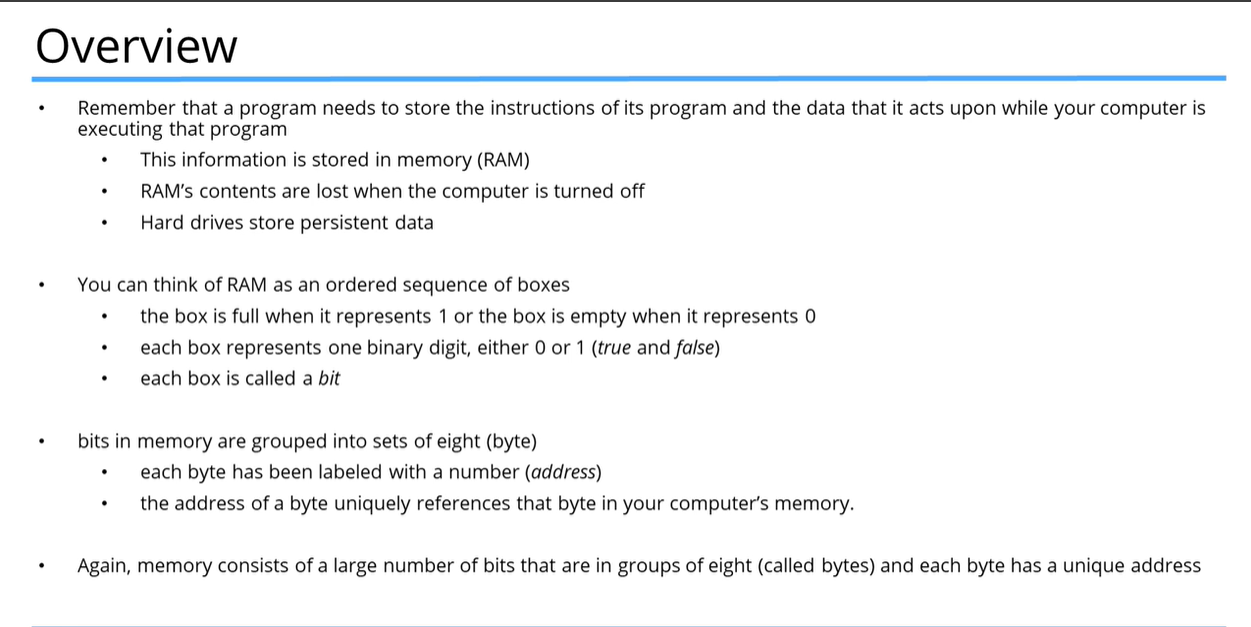 Overview
• Remember that a program needs to store the instructions of its program and the data that it acts upon while your computer is
executing that program
• This information is stored in memory (RAM)
• RAM’s contents are lost when the computer is turned off
• Hard drives store persistent data
• You can think of RAM as an ordered sequence of boxes
• the box is full when it represents 1 or the box is empty when it represents 0
• each box represents one binary digit, either 0 or 1 (true and false)
• each box is called a bit
• bits in memory are grouped into sets of eight (byte)
• each byte has been labeled with a number (address)
• the address of a byte uniquely references that byte in your computer’s memory.
• Again, memory consists of a large number of bits that are in groups of eight (called bytes) and each byte has a unique address